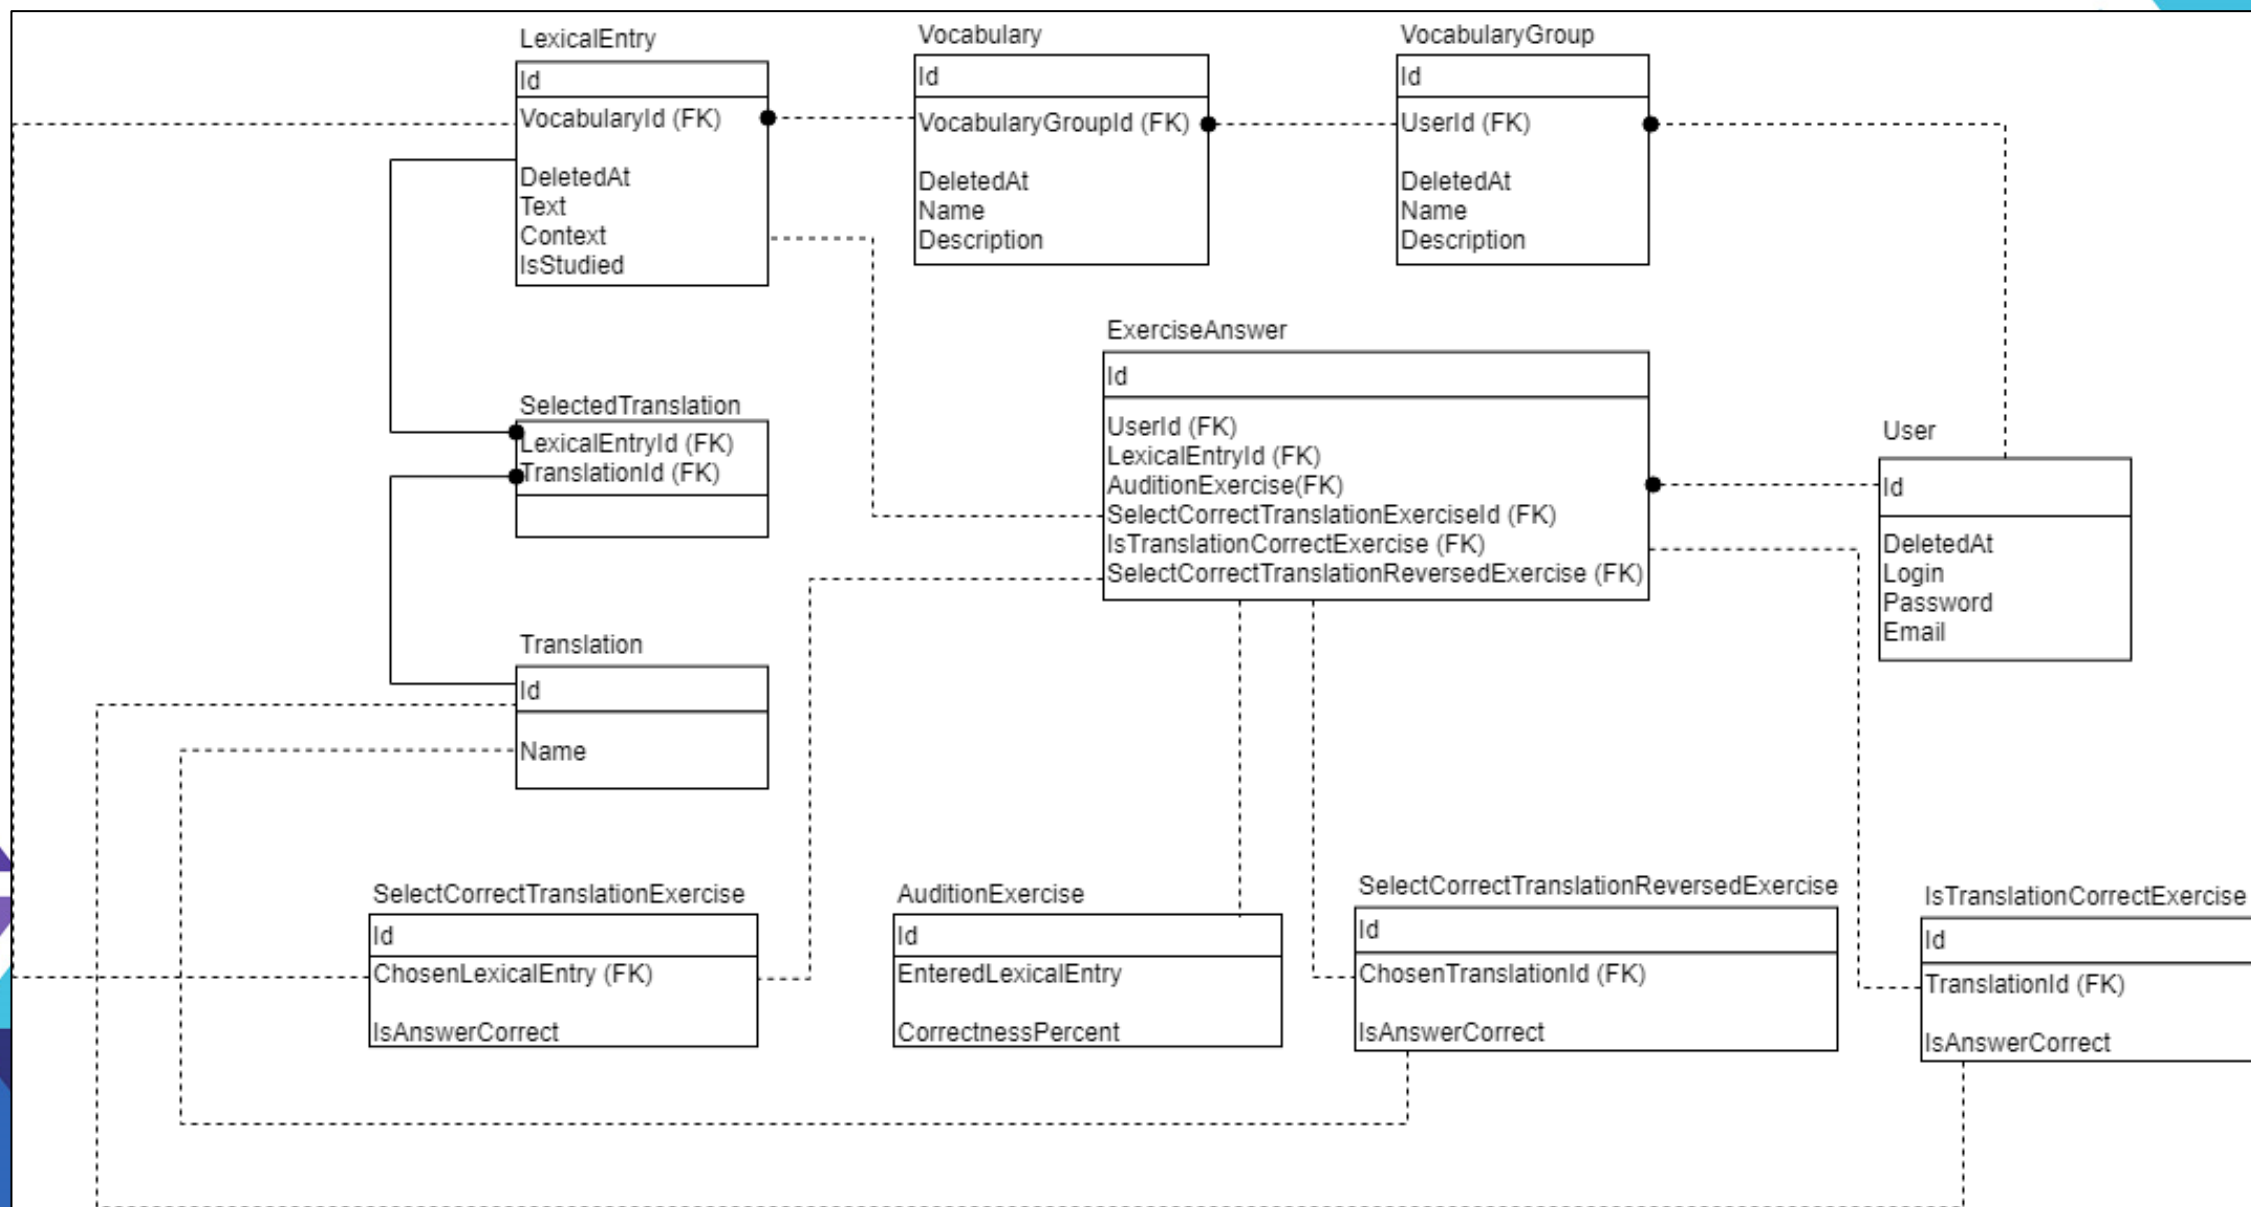 LexicalEntry
Id
VocabularyId (FK)
DeletedAt
Text
Context
IsStudied
Vocabulary
Id
VocabularyGroupId (FK)
DeletedAt
Name
Description
VocabularyGroup
Id
UserId (FK)
DeletedAt
Name
Description
ExerciseAnswer
Id
UserId (FK)
LexicalEntryId (FK)
AuditionExercise(FK)
SelectCorrectTranslationExerciseId (FK)
IsTranslationCorrectExercise (FK)
SelectCorrectTranslationReversedExercise (FK)
SelectedTranslation
LexicalEntryId (FK)
TranslationId (FK)
User
Id
DeletedAt
Login
Password
Email
Translation
Id
Name
SelectCorrectTranslationExercise
Id
ChosenLexicalEntry (FK)
IsAnswerCorrect
AuditionExercise
Id
EnteredLexicalEntry
CorrectnessPercent
SelectCorrectTranslationReversedExercise
Id
ChosenTranslationId (FK)
IsAnswerCorrect
IsTranslationCorrectExercise
Id
TranslationId (FK)
IsAnswerCorrect